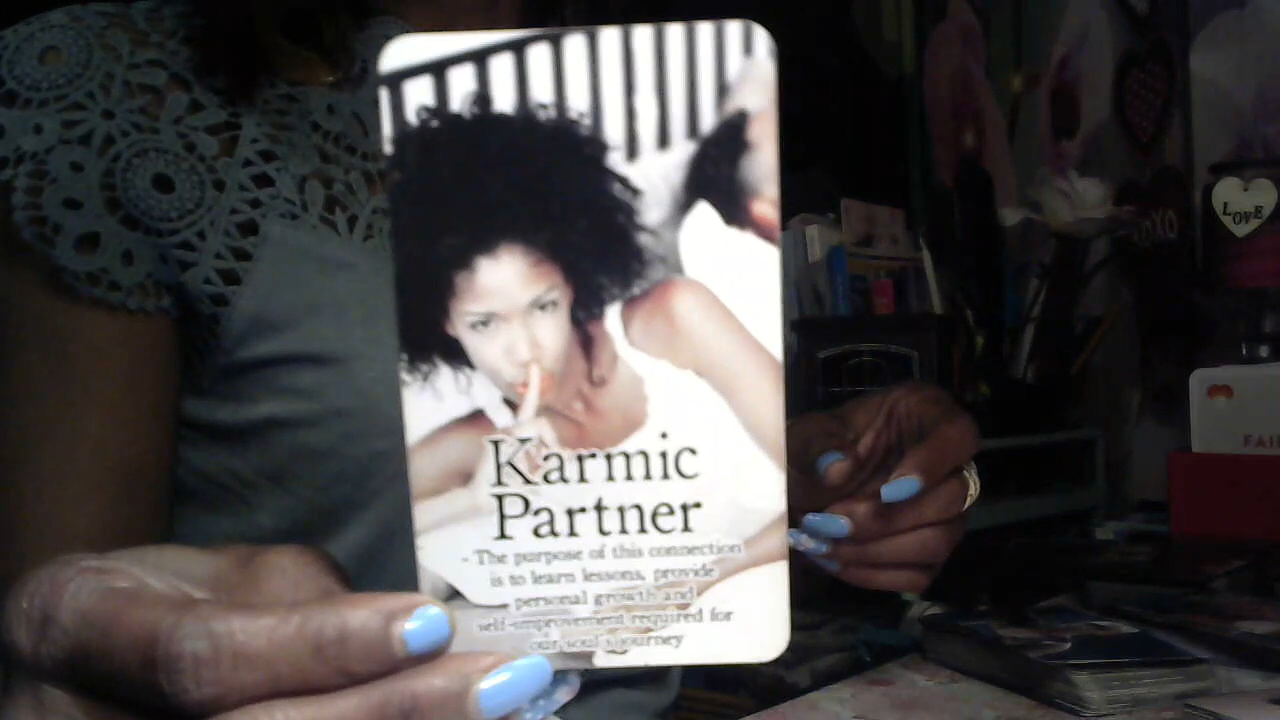 Karmic
Partner
- The purpose of this connection
is to learn lessons, provide
personal growth and
self-improvement required for
our soul's journey
LOVE
XOXO
FAI